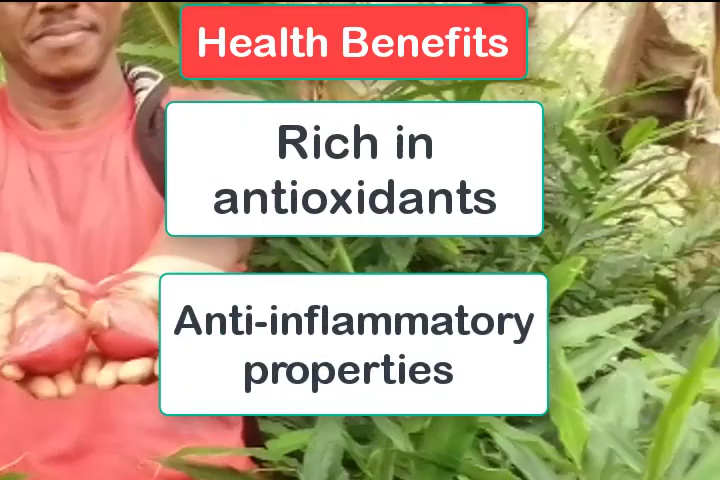 Health Benefits
Rich in
antioxidants
Anti-inflammatory
properties